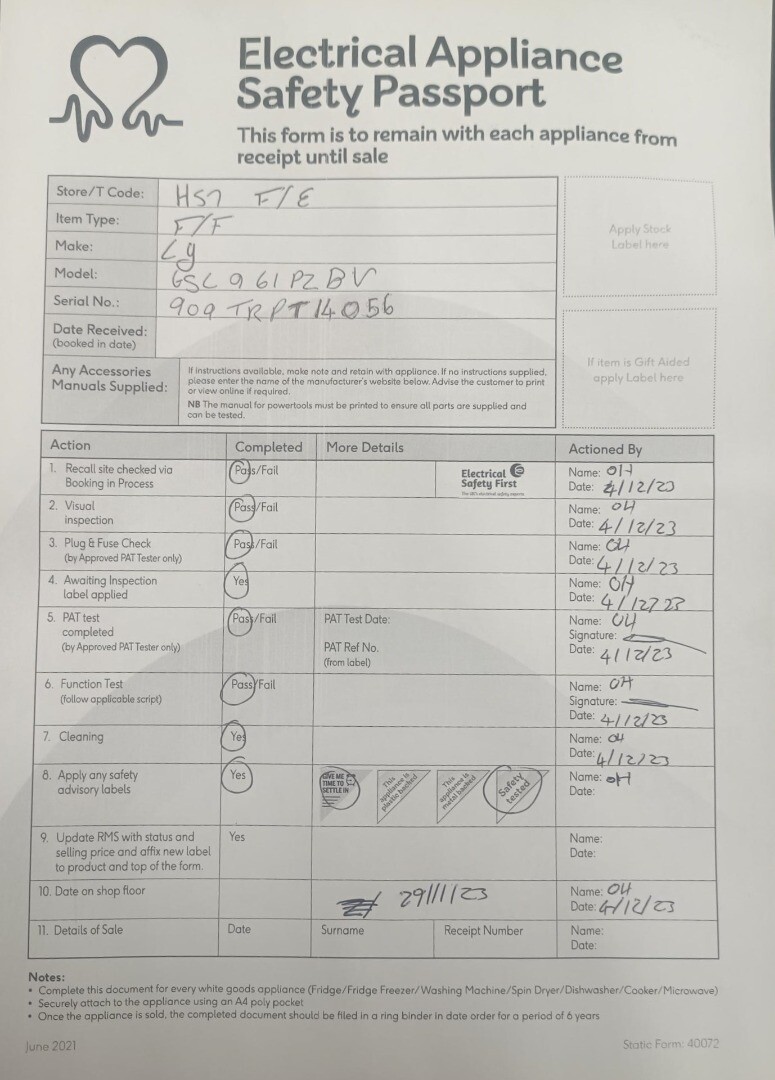 Electrical Appliance
Safety Passport
This form is to remain with each appliance from
receipt until sale
Store/T Code: HS7 F/E
Item Type: F/F
Make: Lg
Model: GSL961PZBV
Serial No.: 909TRPT14056
Date Received:
(booked in date)
Any Accessories
Manuals Supplied:
If instructions available, make note and retain with appliance. If no instructions supplied,
please enter the name of the manufacturer's website below. Advise the customer to print
or view online if required.
NB The manual for powertools must be printed to ensure all parts are supplied and
can be tested.
Apply Stock
Label here
If item is Gift Aided
apply Label here
Action Completed More Details Actioned By
1. Recall site checked via
Booking in Process
Pass/Fail
Electrical
Safety First
Name: OH
Date: 4/12/23
2. Visual
inspection
Pass/Fail
Name: OH
Date: 4/12/23
3. Plug & Fuse Check
(by Approved PAT Tester only)
Pass/Fail
Name: OH
Date: 4/12/23
4. Awaiting Inspection
label applied
Yes
Name: OH
Date: 4/12/23
5. PAT test
completed
(by Approved PAT Tester only)
Pass/Fail
PAT Test Date:
PAT Ref No.
(from label)
Name: OH
Signature:
Date: 4/12/23
6. Function Test
(follow applicable script)
Pass/Fail
Name: OH
Signature:
Date: 4/12/23
7. Cleaning
Yes
Name: OH
Date: 4/12/23
8. Apply any safety
advisory labels
Yes
GIVE ME
TIME TO
SETTLE IN
This
appliance is
plastic backed
This
appliance is
metal backed
Safety
tested
Name: OH
Date:
9. Update RMS with status and
selling price and affix new label
to product and top of the form.
Yes
Name:
Date:
10. Date on shop floor
29/11/23
Name: OH
Date: 4/12/23
11. Details of Sale
Date
Surname
Receipt Number
Name:
Date:
Notes:
• Complete this document for every white goods appliance (Fridge/Fridge Freezer/Washing Machine/Spin Dryer/Dishwasher/Cooker/Microwave)
• Securely attach to the appliance using an A4 poly pocket
• Once the appliance is sold, the completed document should be filed in a ring binder in date order for a period of 6 years
June 2021
Static Form: 40072